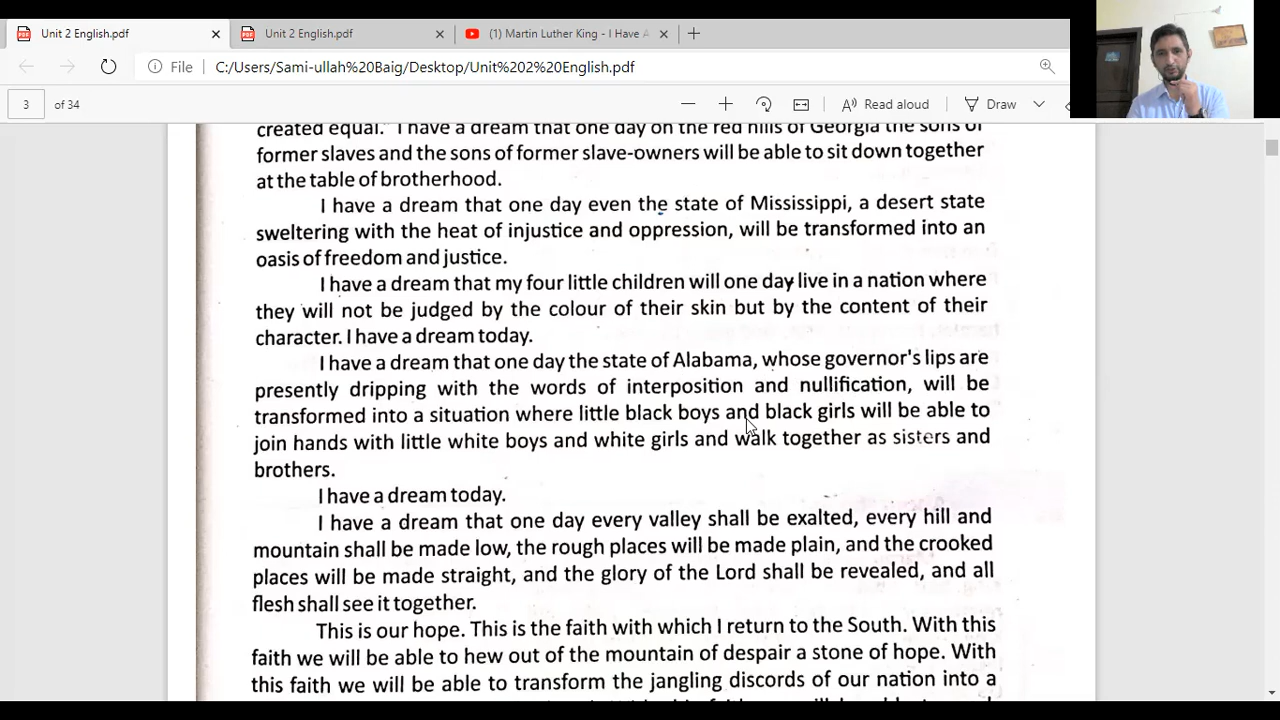 Unit 2 English.pdf
Unit 2 English.pdf
(1) Martin Luther King - I Have A
File
C:/Users/Sami-ullah%20Baig/Desktop/Unit%202%20English.pdf
3 of 34
Read aloud
Draw
created equal." I have a dream that one day on the red hills of Georgia the sons of
former slaves and the sons of former slave-owners will be able to sit down together
at the table of brotherhood.
I have a dream that one day even the state of Mississippi, a desert state
sweltering with the heat of injustice and oppression, will be transformed into an
oasis of freedom and justice.
I have a dream that my four little children will one day live in a nation where
they will not be judged by the colour of their skin but by the content of their
character. I have a dream today.
I have a dream that one day the state of Alabama, whose governor's lips are
presently dripping with the words of interposition and nullification, will be
transformed into a situation where little black boys and black girls will be able to
join hands with little white boys and white girls and walk together as sisters and
brothers.
I have a dream today.
I have a dream that one day every valley shall be exalted, every hill and
mountain shall be made low, the rough places will be made plain, and the crooked
places will be made straight, and the glory of the Lord shall be revealed, and all
flesh shall see it together.
This is our hope. This is the faith with which I return to the South. With this
faith we will be able to hew out of the mountain of despair a stone of hope. With
this faith we will be able to transform the jangling discords of our nation into a